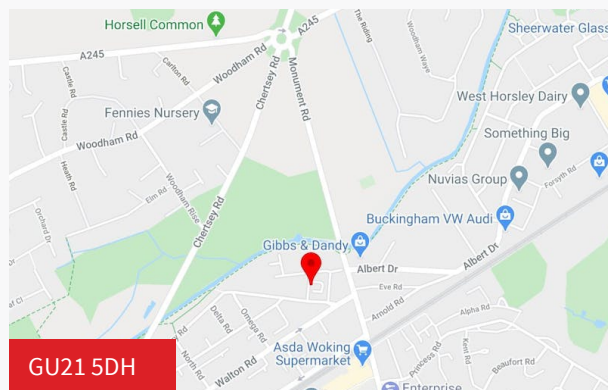 Horsell Common
A245
The Riding
Sheerwater Glass
A245
Woodham Rd
Woodham Waye
Castle Rd
Carlton Rd
Chertsey Rd
Monument Rd
West Horsley Dairy
Fennies Nursery
Castle Rd
Something Big
Woodham Rd
Heath Rd
Elm Rd
Woodham Rise
Nuvias Group
Forsyth Rd
Orchard Dr
Chertsey Rd
Buckingham VW Audi
Gibbs & Dandy
Albert Dr
Albert Dr
Eve Rd
Arnold Rd
Alpha Rd
Delta Rd
Omega Rd
Asda Woking
Supermarket
Princess Rd
Kent Rd
North Rd
Walton Rd
Beaufort Rd
Enterprise
GU21 5DH